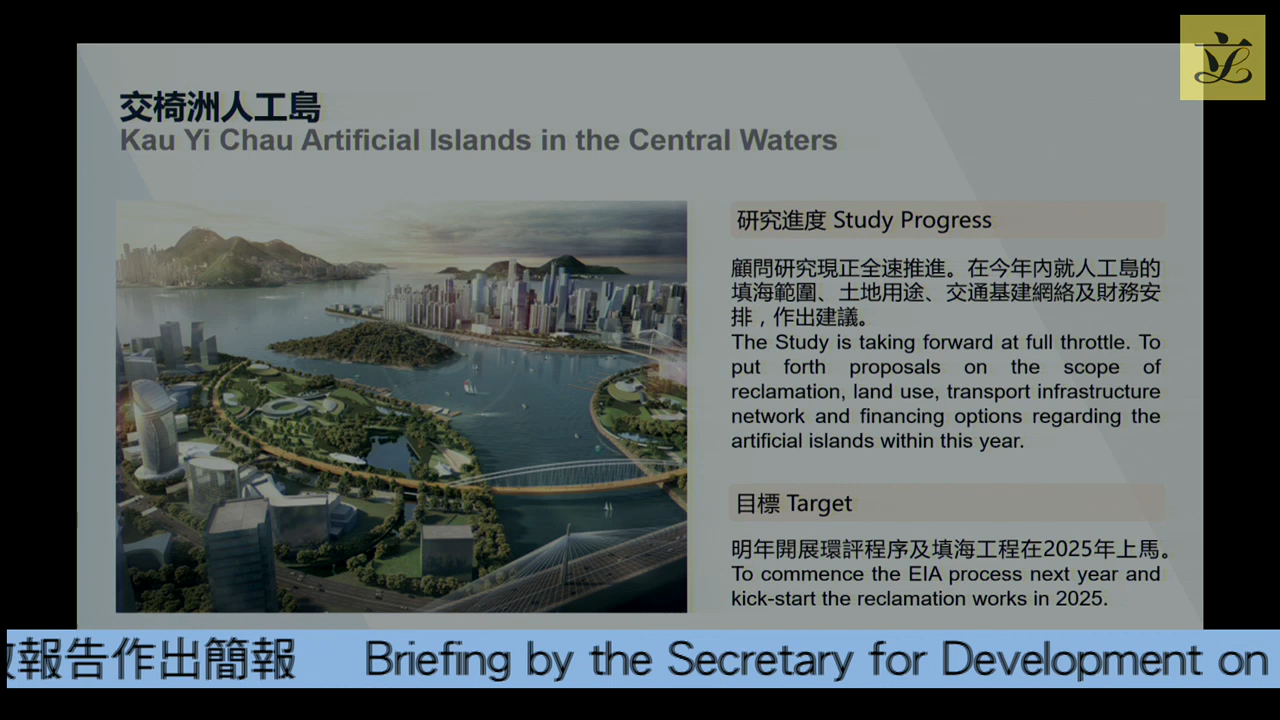 立
交椅洲人工島
Kau Yi Chau Artificial Islands in the Central Waters
研究進度 Study Progress
顧問研究現正全速推進。在今年內就人工島的
填海範圍、土地用途、交通基建網絡及財務安
排，作出建議。
The Study is taking forward at full throttle. To
put forth proposals on the scope of
reclamation, land use, transport infrastructure
network and financing options regarding the
artificial islands within this year.
目標 Target
明年開展環評程序及填海工程在2025年上馬。
To commence the EIA process next year and
kick-start the reclamation works in 2025.
報告作出簡報 Briefing by the Secretary for Development on